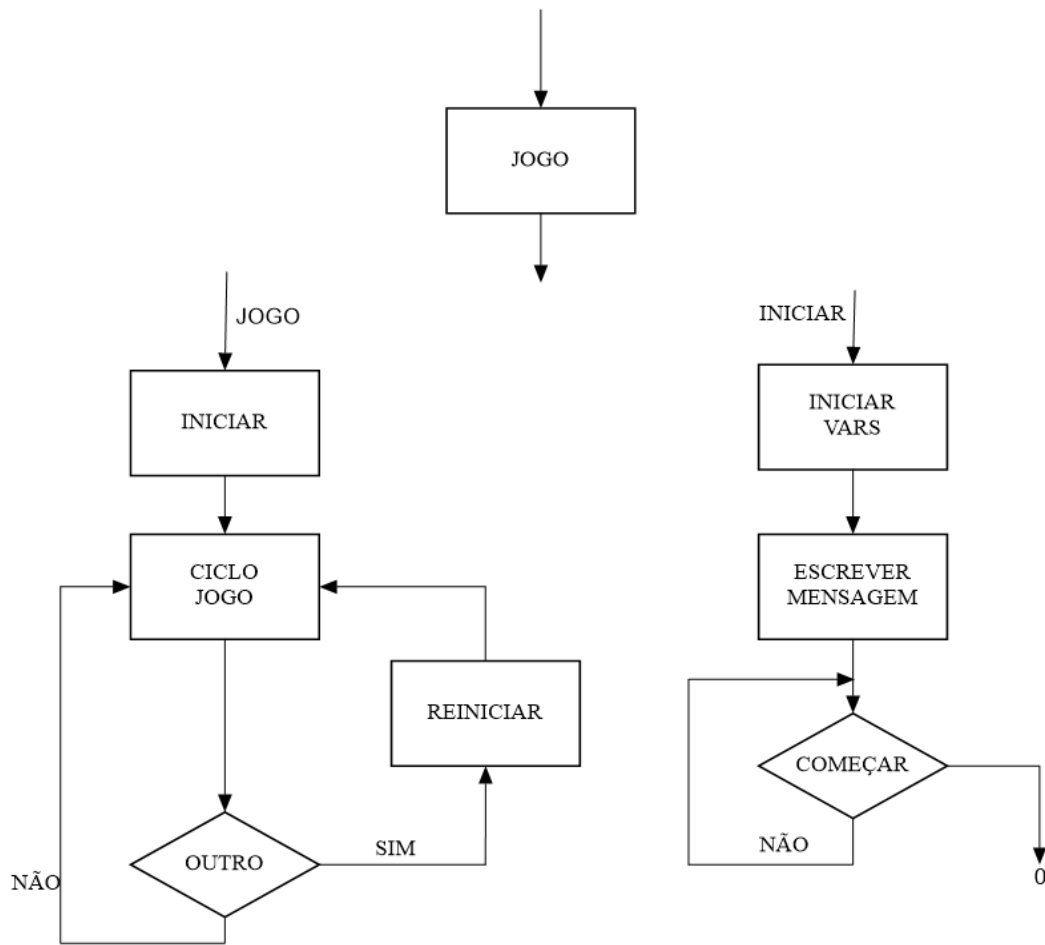 JOGO
JOGO
INICIAR
CICLO
JOGO
REINICIAR
OUTRO
SIM
NÃO
INICIAR
INICIAR
VARS
ESCREVER
MENSAGEM
COMEÇAR
NÃO
0